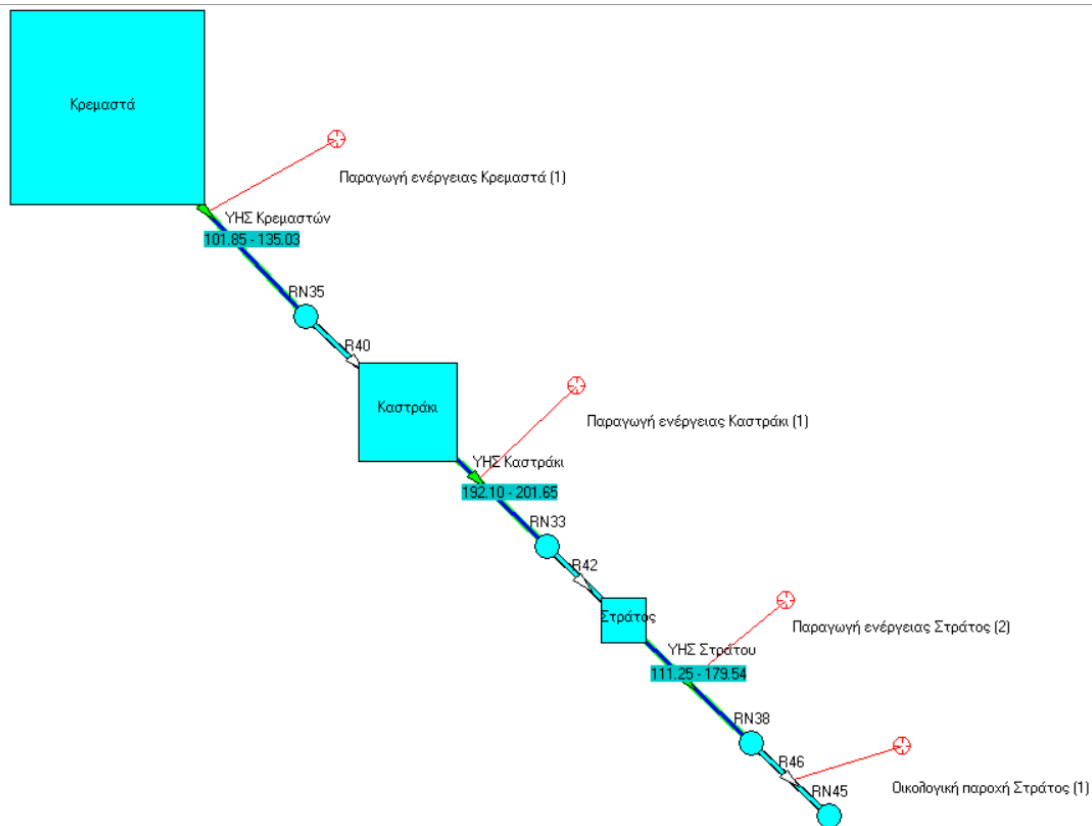 Κρεμαστά
Παραγωγή ενέργειας Κρεμαστά (1)
ΥΗΣ Κρεμαστών
101.85 - 135.03
RN35
R40
Καστράκι
Παραγωγή ενέργειας Καστράκι (1)
ΥΗΣ Καστράκι
192.10 - 201.65
RN33
R42
Στράτος
Παραγωγή ενέργειας Στράτος (2)
ΥΗΣ Στράτου
111.25 - 179.54
RN38
R46
Οικολογική παροχή Στράτος (1)
RN45